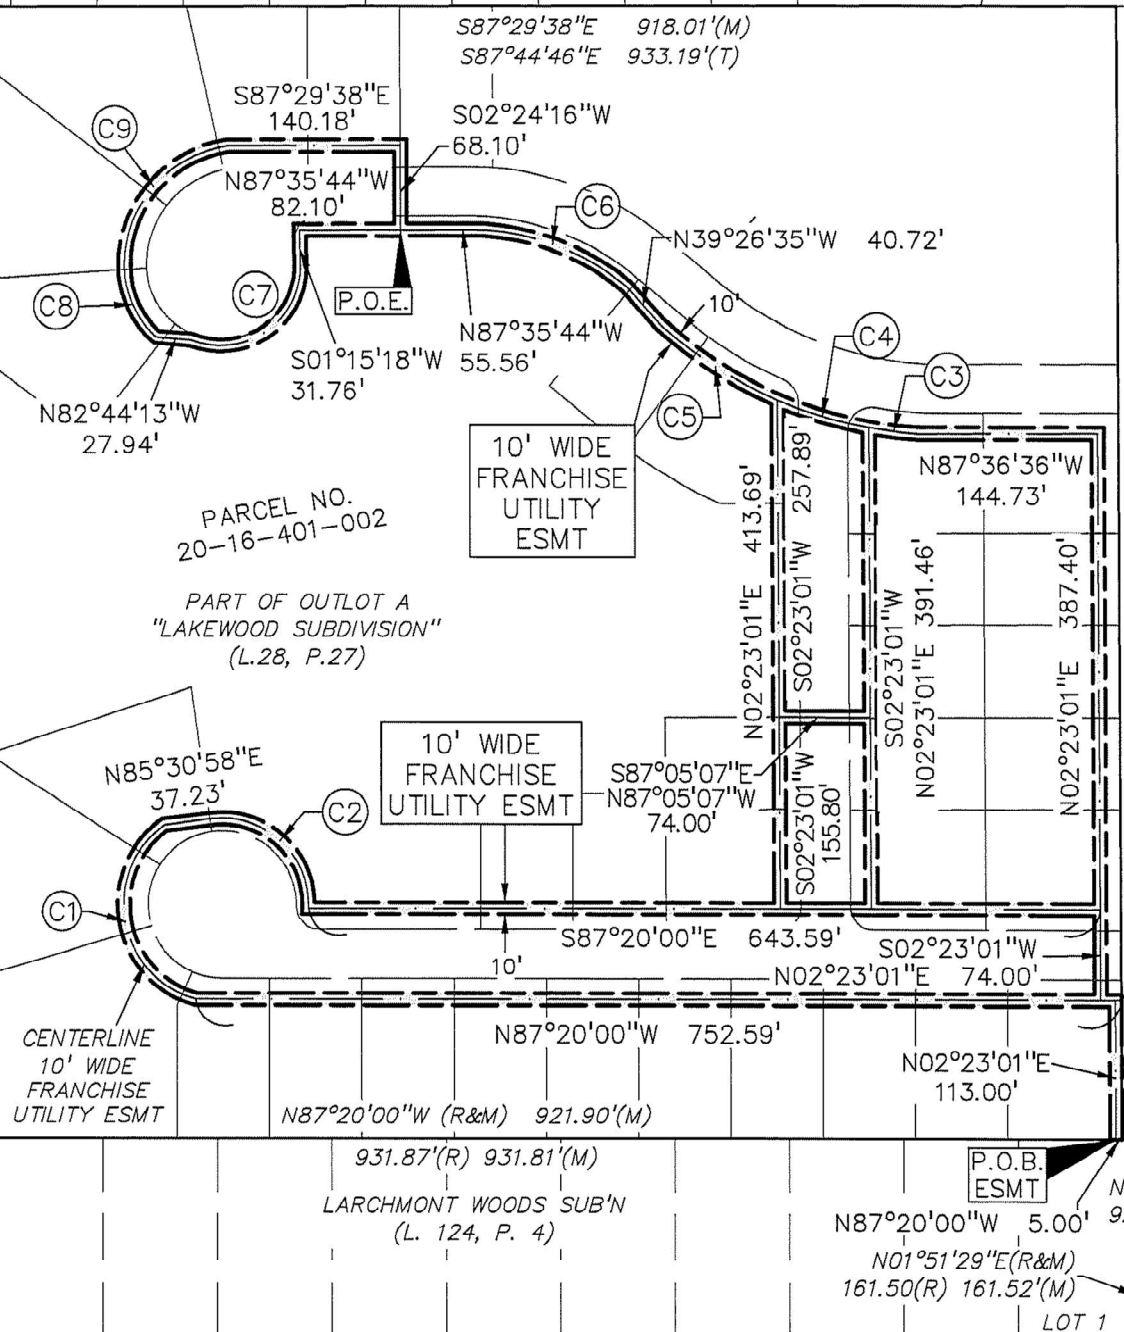 S87°29'38"E 918.01'(M)
S87°44'46"E 933.19'(T)
S87°29'38"E
140.18'
S02°24'16"W
68.10'
C9
N87°35'44"W
82.10'
C6
N39°26'35"W 40.72'
C8
C7
P.O.E.
10'
N87°35'44"W
55.56'
S01°15'18"W
31.76'
C4
C3
C5
N82°44'13"W
27.94'
10' WIDE
FRANCHISE
UTILITY
ESMT
N87°36'36"W
144.73'
PARCEL NO.
20-16-401-002
PART OF OUTLOT A
"LAKEWOOD SUBDIVISION"
(L.28, P.27)
N02°23'01"E 413.69'
S02°23'01"W 257.89'
S02°23'01"W
N02°23'01"E 391.46'
N02°23'01"E 387.40'
N85°30'58"E
37.23'
C2
10' WIDE
FRANCHISE
UTILITY ESMT
S87°05'07"E
N87°05'07"W
74.00'
S02°23'01"W
155.80'
C1
S87°20'00"E 643.59'
10'
S02°23'01"W
N02°23'01"E 74.00'
N87°20'00"W 752.59'
CENTERLINE
10' WIDE
FRANCHISE
UTILITY ESMT
N02°23'01"E
113.00'
N87°20'00"W (R&M) 921.90'(M)
931.87'(R) 931.81'(M)
LARCHMONT WOODS SUB'N
(L. 124, P. 4)
P.O.B.
ESMT
N87°20'00"W 5.00'
N01°51'29"E(R&M)
161.50(R) 161.52'(M)
LOT 1